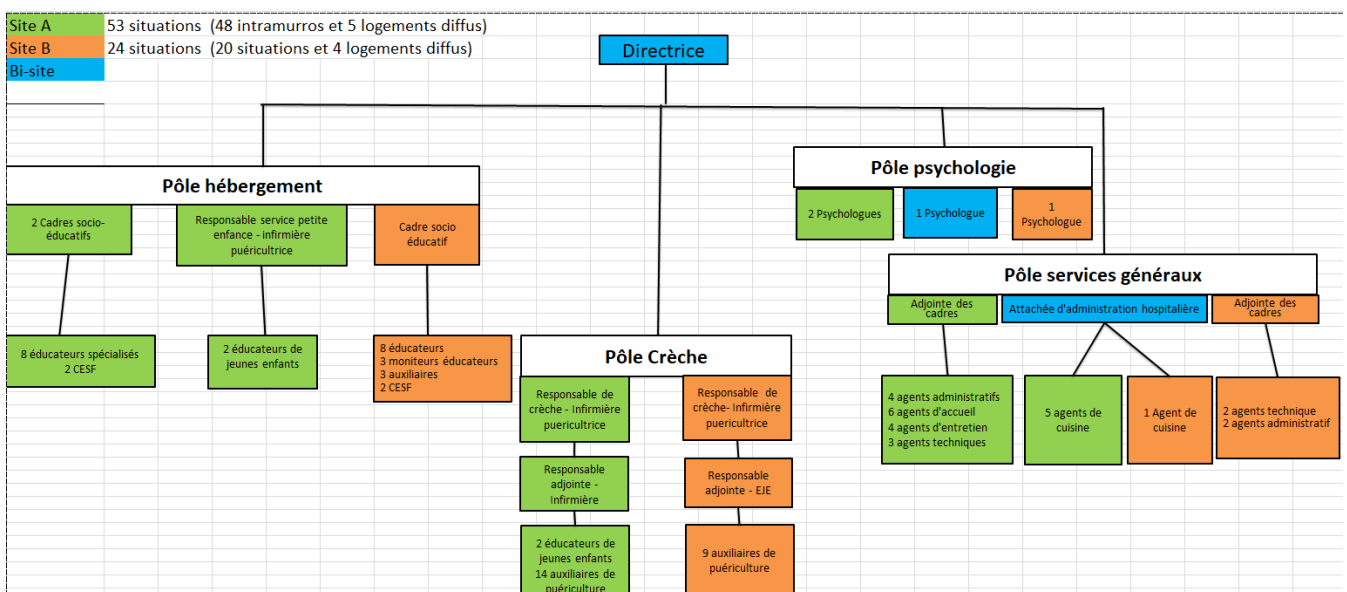 Site A 53 situations (48 intramurros et 5 logements diffus)
Site B 24 situations (20 situations et 4 logements diffus)
Bi-site
Directrice
Pôle hébergement
2 Cadres socio-
éducatifs
Responsable service petite
enfance - infirmière
puéricultrice
Cadre socio
éducatif
8 éducateurs spécialisés
2 CESF
2 éducateurs de
jeunes enfants
8 éducateurs
3 moniteurs éducateurs
3 auxiliaires
2 CESF
Pôle Crèche
Responsable de
crèche - Infirmière
puericultrice
Responsable de
crèche- Infirmière
puericultrice
Responsable
adjointe -
Infirmière
Responsable
adjointe - EJE
2 éducateurs de
jeunes enfants
14 auxiliaires de
puériculture
9 auxiliaires de
puériculture
Pôle psychologie
2 Psychologues
1 Psychologue
1
Psychologue
Pôle services généraux
Adjointe des
cadres
Attachée d'administration hospitalière
Adjointe des
cadres
4 agents administratifs
6 agents d'accueil
4 agents d'entretien
3 agents techniques
5 agents de
cuisine
1 Agent de
cuisine
2 agents technique
2 agents administratif